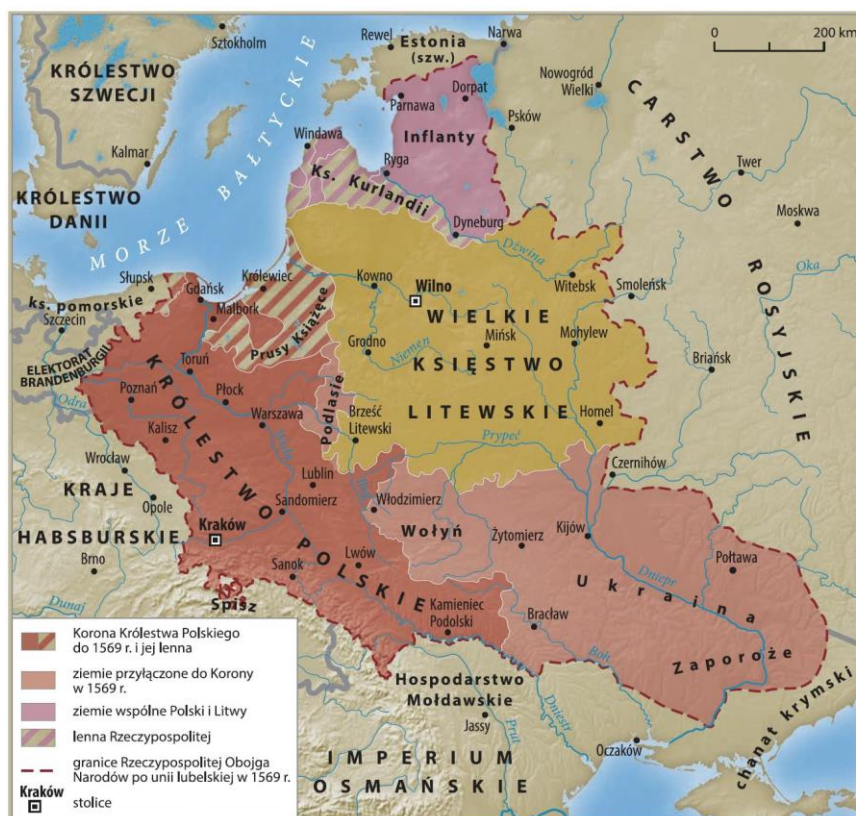 Sztokholm
Rewel
Estonia
(szw.)
Narwa
0
200 km
KRÓLESTWO
SZWECJI
Nowogród
Wielki
Parnawa
Dorpat
Psków
CARSTWO
ROSYJSKIE
Inflanty
Windawa
Kalmar
MORZE BAŁTYCKIE
Ryga
Twer
Ks. Kurlandii
KRÓLESTWO
DANII
Dyneburg
Moskwa
Dźwina
Oka
Słupsk
Gdańsk
Królewiec
Kowno
Wilno
Witebsk
Smoleńsk
ks. pomorskie
Szczecin
Malbork
Prusy Książęce
WIELKIE
KSIĘSTWO
LITEWSKIE
Grodno
Niemen
Mińsk
Mohylew
Briańsk
ELEKTORAT
BRANDENBURGII
Toruń
Odra
Poznań
Płock
Warszawa
Podlasie
Brześć
Litewski
Homel
Kalisz
KRÓLESTWO POLSKIE
Wisła
Prypeć
Czernihów
Wrocław
KRAJE
HABSBURSKIE
Opole
Lublin
Sandomierz
Bug
Włodzimierz
Wołyń
Kijów
Żytomierz
Kraków
Brno
Lwów
Sanok
Połtawa
Ukraina
Dniepr
Dunaj
Spisz
Kamieniec
Podolski
Bracław
Boh
Zaporoże
Hospodarstwo
Mołdawskie
Jassy
Prut
Dniestr
Oczaków
chanat krymski
IMPERIUM
OSMAŃSKIE
Korona Królestwa Polskiego
do 1569 r. i jej lenna
ziemie przyłączone do Korony
w 1569 r.
ziemie wspólne Polski i Litwy
lenna Rzeczypospolitej
granice Rzeczypospolitej Obojga
Narodów po unii lubelskiej w 1569 r.
Kraków
stolice